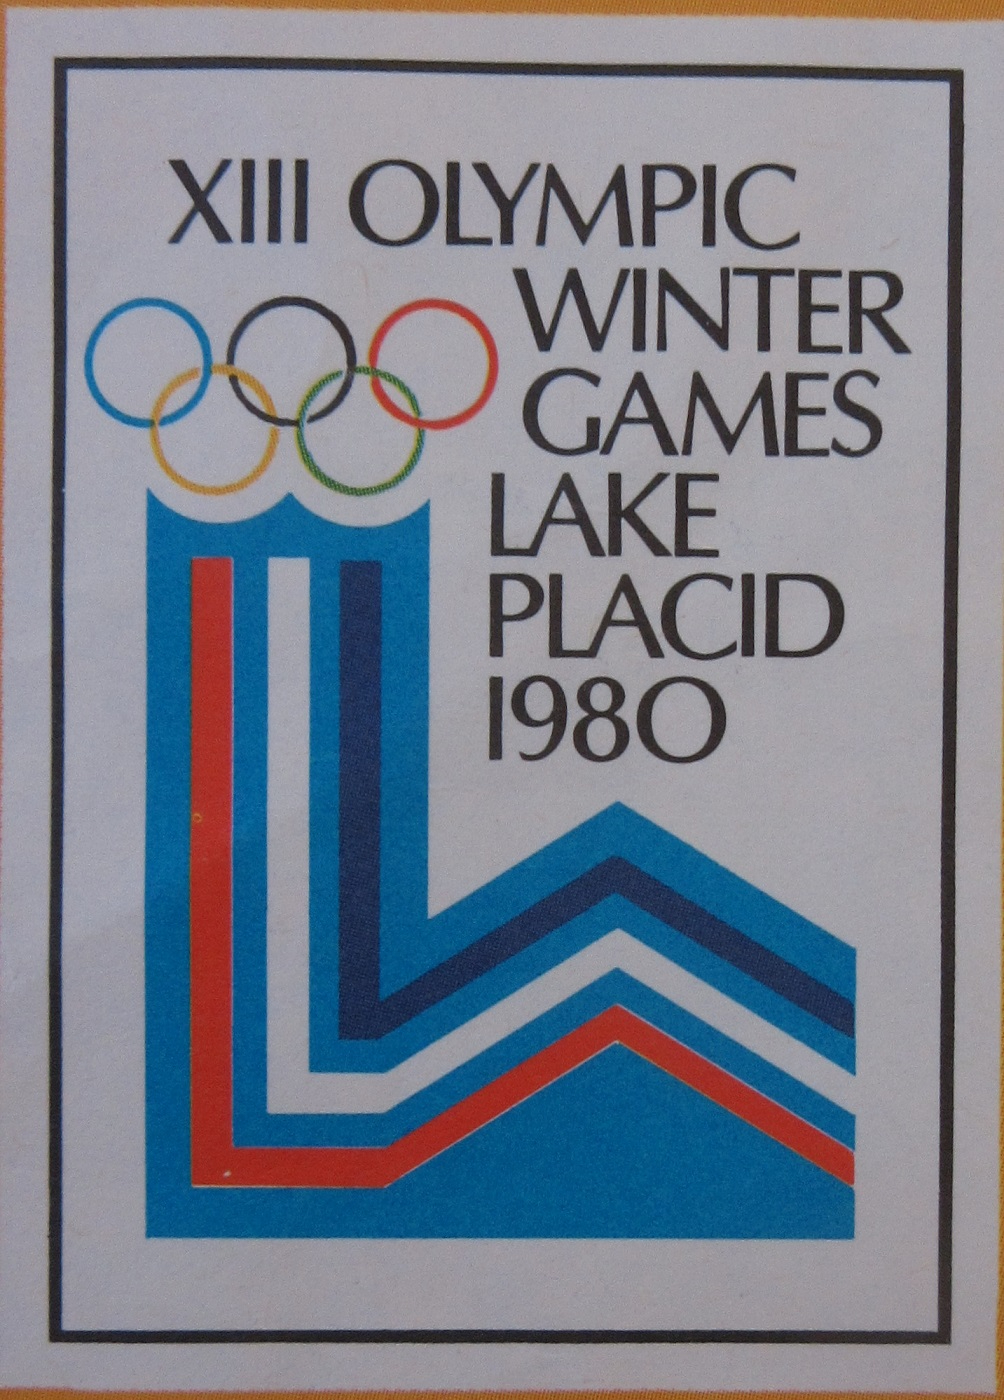 XIII OLYMPIC
WINTER
GAMES
LAKE
PLACID
1980